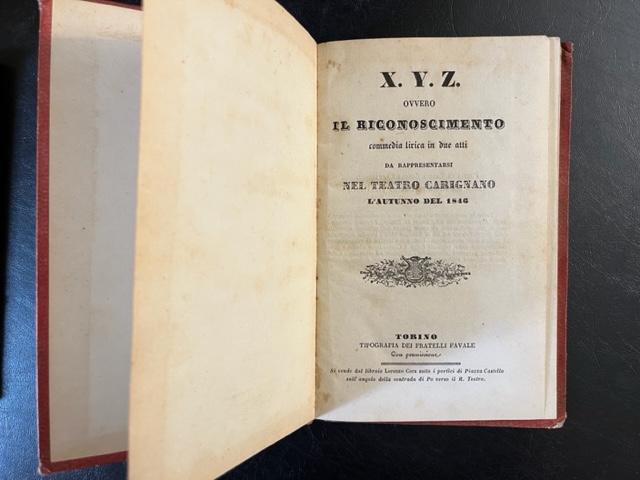 X. Y. Z.
OVVERO
IL RICONOSCIMENTO
commedia lirica in due atti
DA RAPPRESENTARSI
NEL TEATRO CARIGNANO
L'AUTUNNO DEL 1846
TORINO
TIPOGRAFIA DEI FRATELLI FAVALE
Con permissione
Si vende dal libraio Lorenzo Cora sotto i portici di Piazza Castello
sull'angolo della contrada di Po verso il R. Teatro.